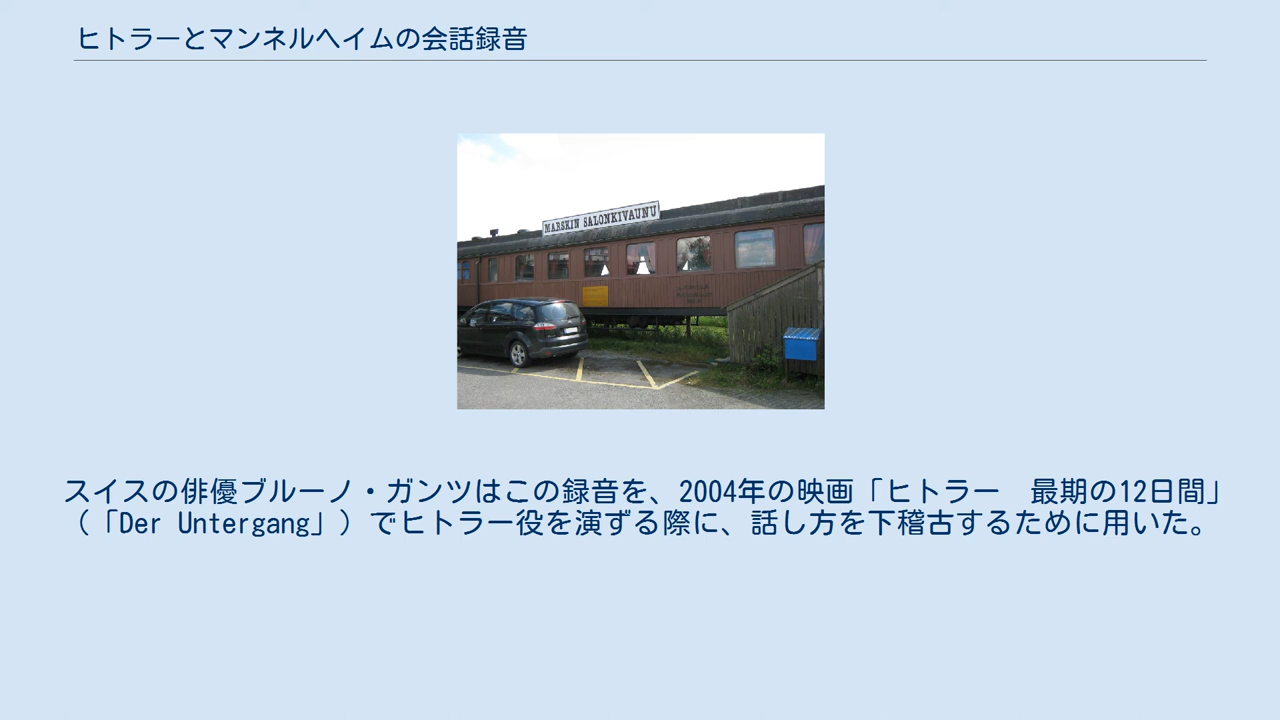 ヒトラーとマンネルヘイムの会話録音
MARSKIN SALONKIVAUNU
スイスの俳優ブルーノ・ガンツはこの録音を、2004年の映画「ヒトラー　最期の12日間」
（「Der Untergang」）でヒトラー役を演ずる際に、話し方を下稽古するために用いた。